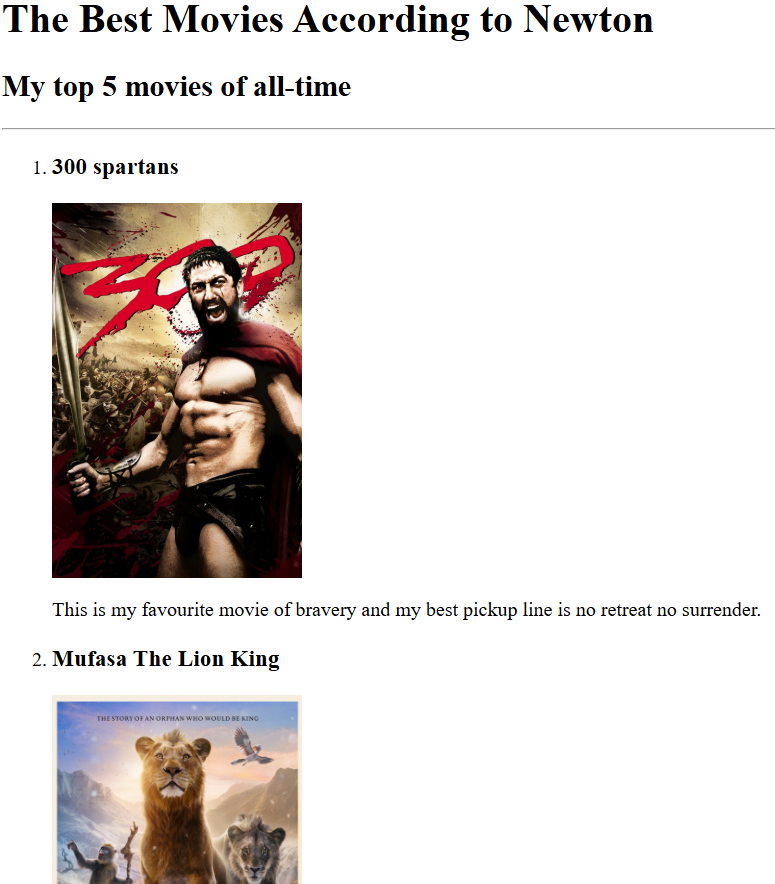 The Best Movies According to Newton
My top 5 movies of all-time
1. 300 spartans
300
This is my favourite movie of bravery and my best pickup line is no retreat no surrender.
2. Mufasa The Lion King
THE STORY OF AN ORPHAN WHO WOULD BE KING